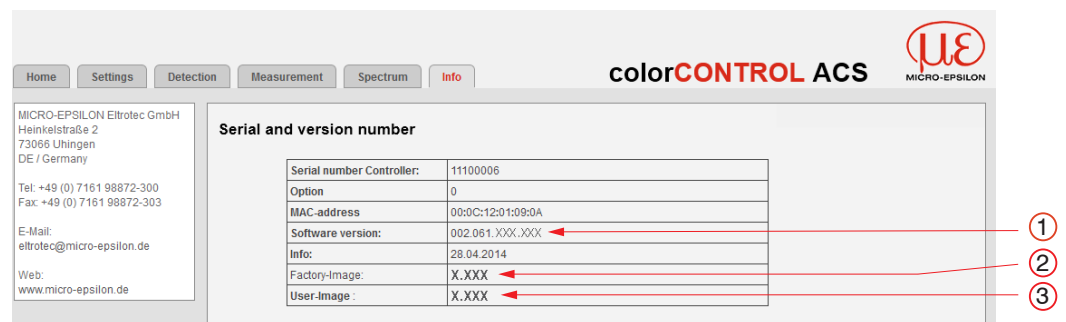 µε
MICRO-EPSILON
colorCONTROL ACS
Home Settings Detection Measurement Spectrum Info
MICRO-EPSILON Eltrotec GmbH
Heinkelstraße 2
73066 Uhingen
DE / Germany
Tel: +49 (0) 7161 98872-300
Fax: +49 (0) 7161 98872-303
E-Mail:
eltrotec@micro-epsilon.de
Web:
www.micro-epsilon.de
Serial and version number
Serial number Controller: 11100006
Option 0
MAC-address 00:0C:12:01:09:0A
Software version: 002.061.XXX.XXX
Info: 28.04.2014
Factory-Image: X.XXX
User-Image : X.XXX
1
2
3